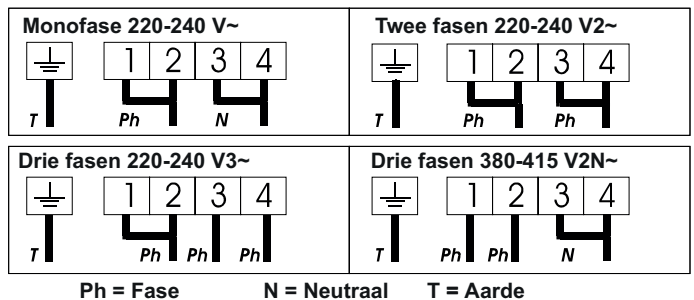 Monofase 220-240 V~
1 2 3 4
T Ph N
Twee fasen 220-240 V2~
1 2 3 4
T Ph Ph
Drie fasen 220-240 V3~
1 2 3 4
T Ph Ph Ph
Drie fasen 380-415 V2N~
1 2 3 4
T Ph Ph N
Ph = Fase N = Neutraal T = Aarde